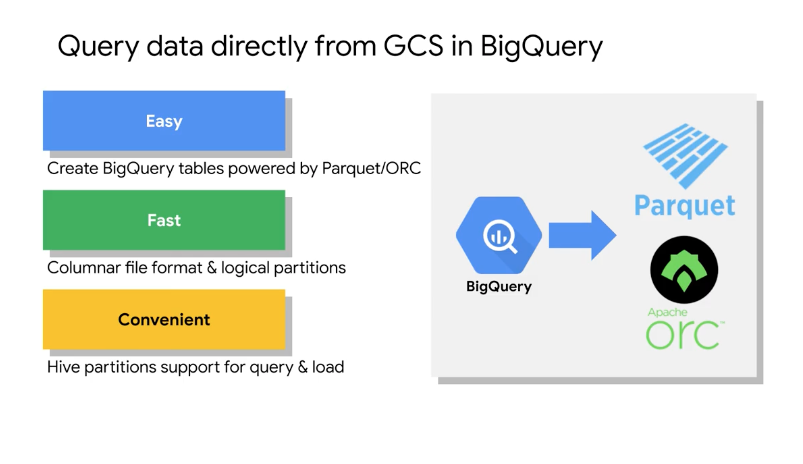 Query data directly from GCS in BigQuery
Easy
Create BigQuery tables powered by Parquet/ORC
Fast
Columnar file format & logical partitions
Convenient
Hive partitions support for query & load
BigQuery
Parquet
Apache
orc™